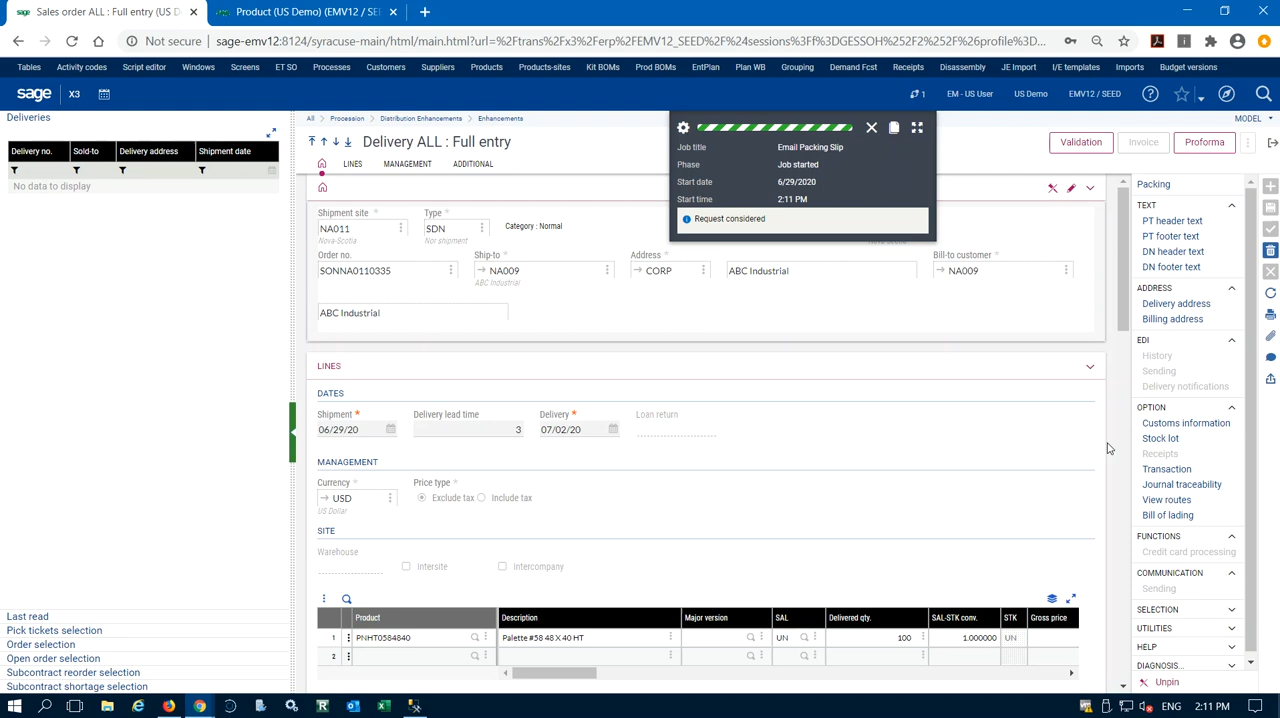 Sales order ALL : Full entry (US D
Product (US Demo) (EMV12 / SEED
Not secure
sage-emv12:8124/syracuse-main/html/main.html?url=%2Ftrans%2Fx3%2Ferp%2FEMV12_SEED%2F%24sessions%3Ff%3DGESSOH%252F2%252F%26profile%3D...
Tables
Activity codes
Script editor
Windows
Screens
ET SO
Processes
Customers
Suppliers
Products
Products-sites
Kit BOMs
Prod BOMs
EntPlan
Plan WB
Grouping
Demand Fcst
Receipts
Disassembly
JE Import
I/E templates
Imports
Budget versions
sage
X3
1
EM - US User
US Demo
EMV12 / SEED
Deliveries
All
Procession
Distribution Enhancements
Enhancements
MODEL
Delivery ALL : Full entry
Validation
Invoice
Proforma
Delivery no.
Sold-to
Delivery address
Shipment date
No data to display
LINES
MANAGEMENT
ADDITIONAL
Job title
Email Packing Slip
Phase
Job started
Start date
6/29/2020
Start time
2:11 PM
Request considered
Shipment site *
Type *
NA011
SDN
Category : Normal
Nova-Scotia
Nor shipment
Order no.
Ship-to *
Address *
Bill-to customer *
SONNA0110335
NA009
CORP
ABC Industrial
NA009
ABC Industrial
ABC Industrial
LINES
DATES
Shipment *
Delivery lead time
Delivery *
Loan return
06/29/20
3
07/02/20
MANAGEMENT
Currency *
Price type *
USD
Exclude tax
Include tax
US Dollar
SITE
Warehouse
Intersite
Intercompany
Product
Description
Major version
SAL
Delivered qty.
SAL-STK conv.
STK
Gross price
1
PNHT0584840
Palette #58 48 X 40 HT
UN
100
1.000000
UN
2
Packing
TEXT
PT header text
PT footer text
DN header text
DN footer text
ADDRESS
Delivery address
Billing address
EDI
History
Sending
Delivery notifications
OPTION
Customs information
Stock lot
Receipts
Transaction
Journal traceability
View routes
Bill of lading
FUNCTIONS
Credit card processing
COMMUNICATION
Sending
SELECTION
UTILITIES
HELP
DIAGNOSIS...
Unpin
Last read
Pick tickets selection
Order selection
Open order selection
Subcontract reorder selection
Subcontract shortage selection
ENG
2:11 PM